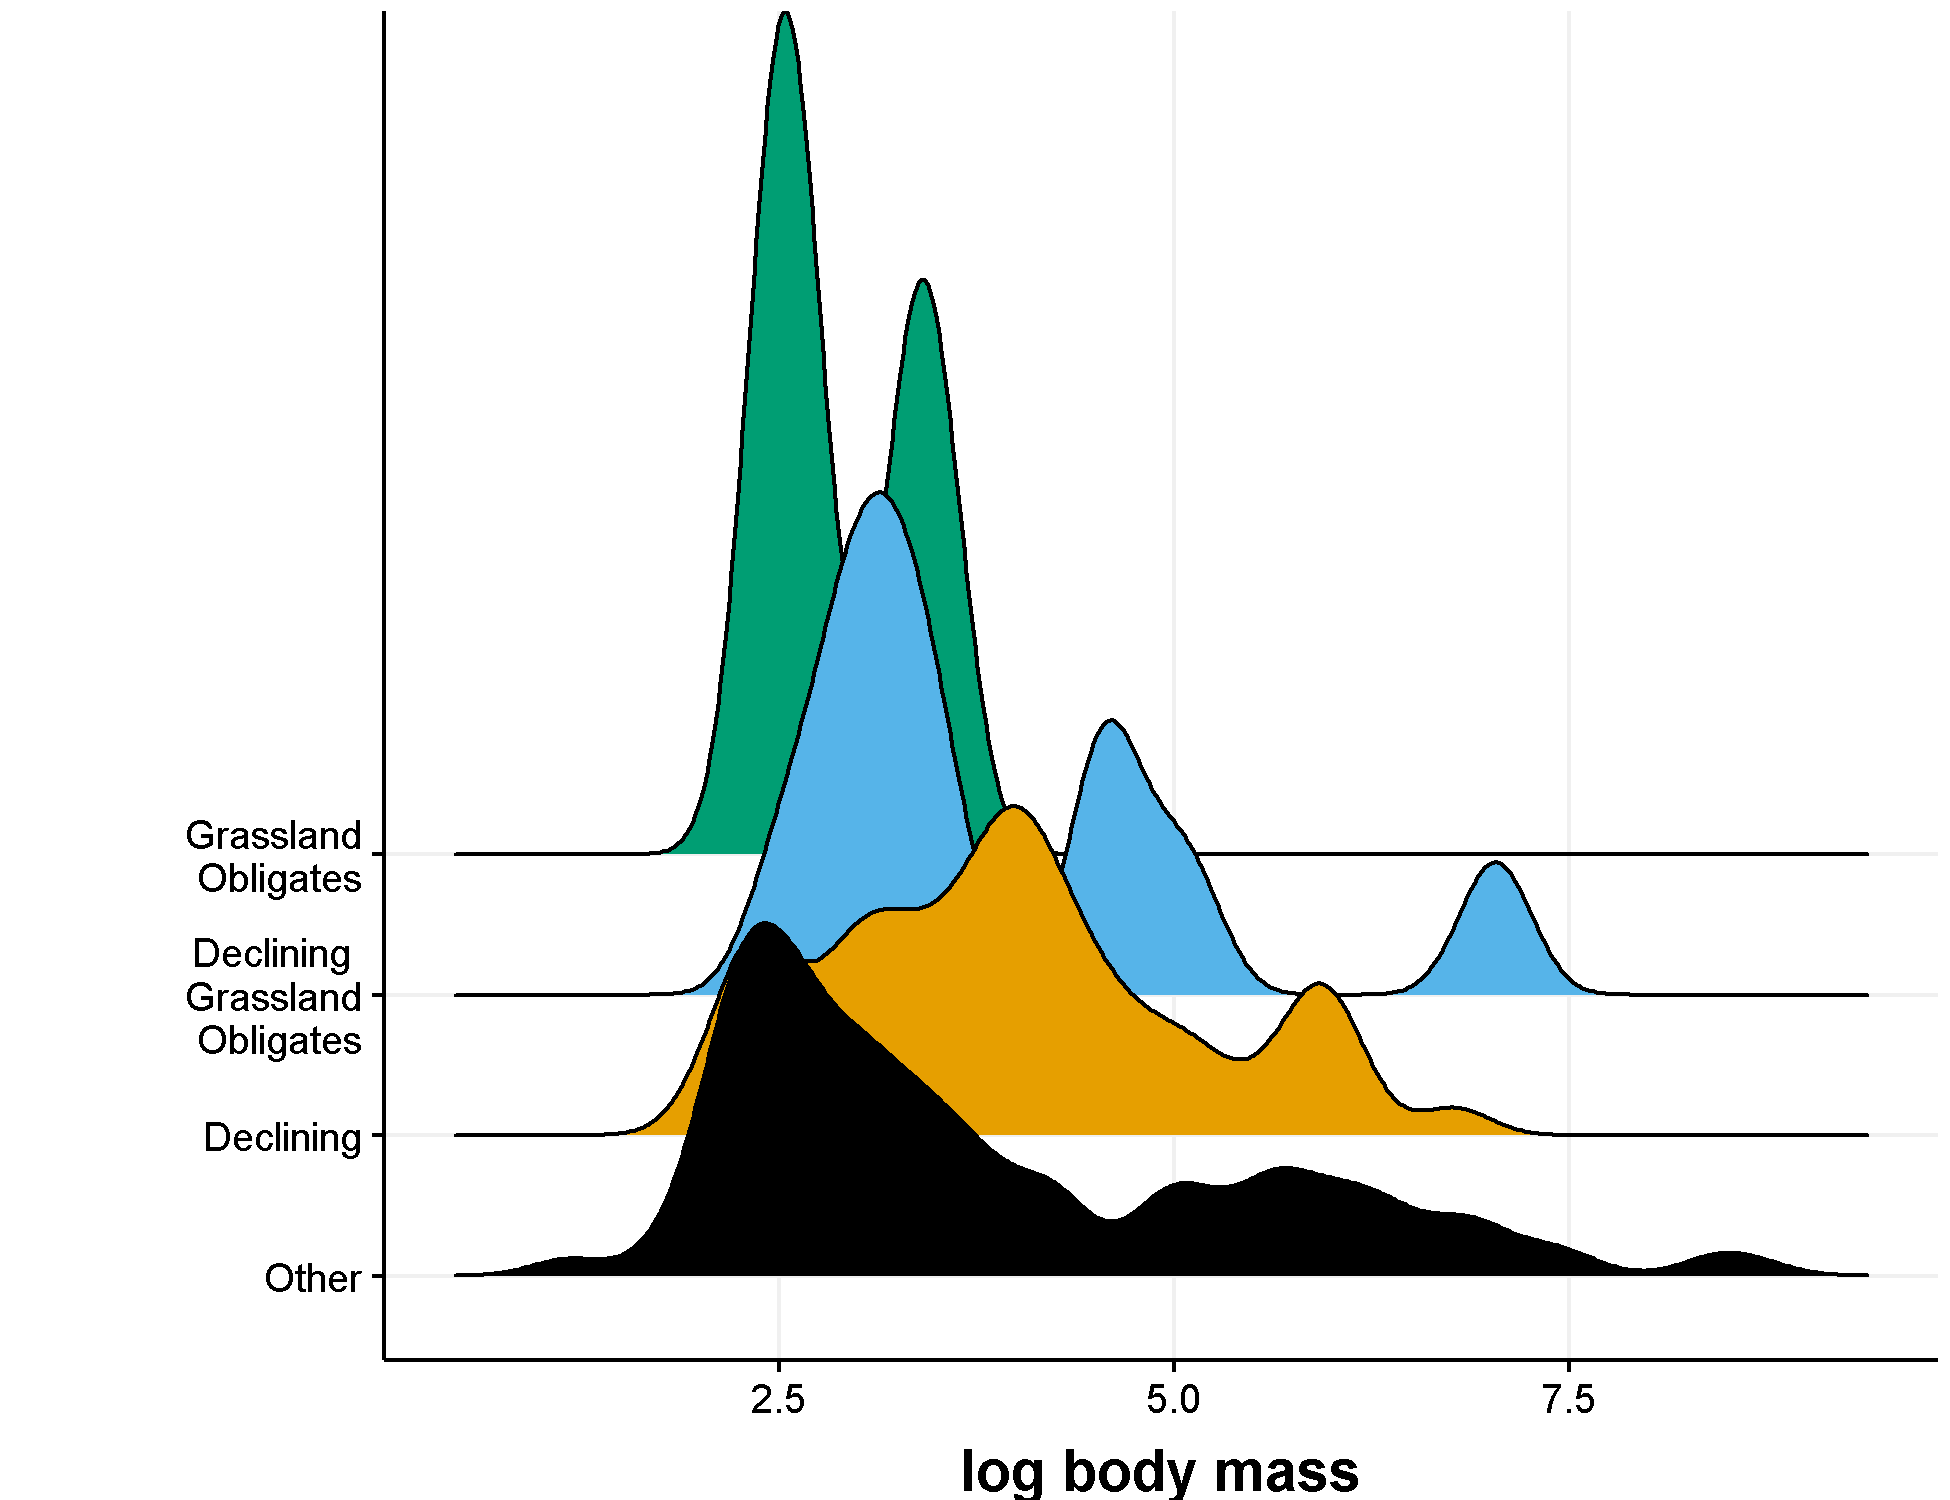 Grassland
Obligates
Declining
Grassland
Obligates
Declining
Other
2.5
5.0
7.5
log body mass